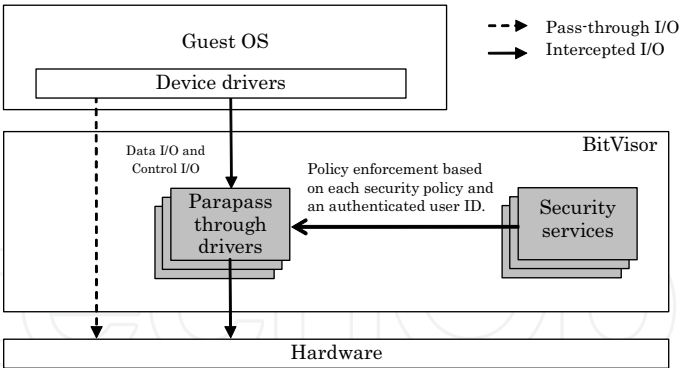 Guest OS
Device drivers
Pass-through I/O
Intercepted I/O
BitVisor
Data I/O and
Control I/O
Policy enforcement based
on each security policy and
an authenticated user ID.
Parapass
through
drivers
Security
services
Hardware